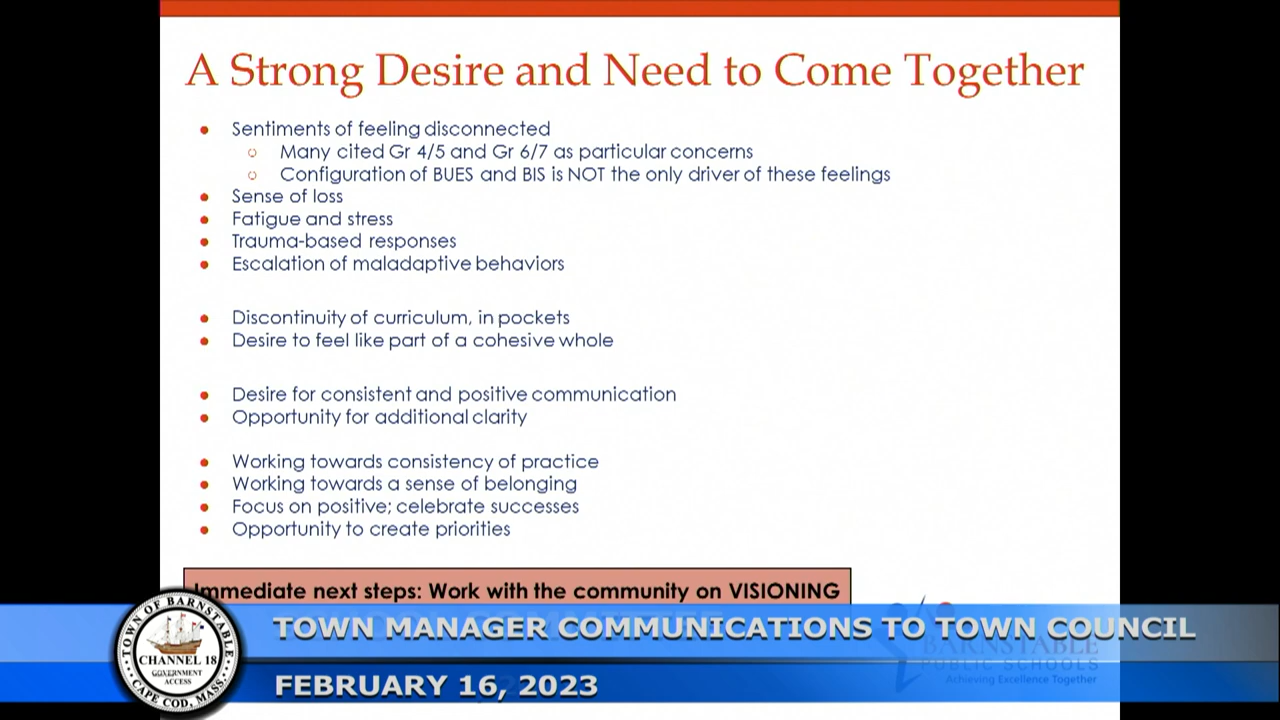 A Strong Desire and Need to Come Together
Sentiments of feeling disconnected
Many cited Gr 4/5 and Gr 6/7 as particular concerns
Configuration of BUES and BIS is NOT the only driver of these feelings
Sense of loss
Fatigue and stress
Trauma-based responses
Escalation of maladaptive behaviors
Discontinuity of curriculum, in pockets
Desire to feel like part of a cohesive whole
Desire for consistent and positive communication
Opportunity for additional clarity
Working towards consistency of practice
Working towards a sense of belonging
Focus on positive; celebrate successes
Opportunity to create priorities
Immediate next steps: Work with the community on VISIONING
TOWN MANAGER COMMUNICATIONS TO TOWN COUNCIL
FEBRUARY 16, 2023
TOWN OF BARNSTABLE
CHANNEL 18
GOVERNMENT
ACCESS
CAPE COD, MASS.
BARNSTABLE
PUBLIC SCHOOLS
Achieving Excellence Together